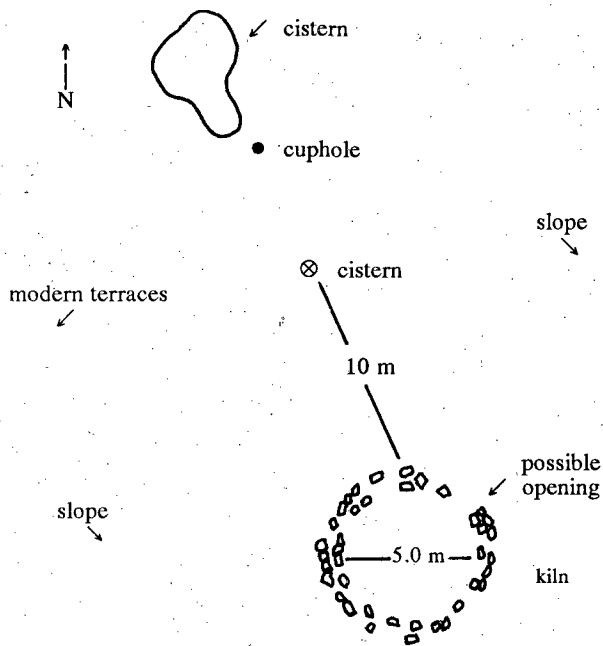 cistern
N
cuphole
slope
cistern
modern terraces
10 m
possible
opening
slope
5.0 m
kiln